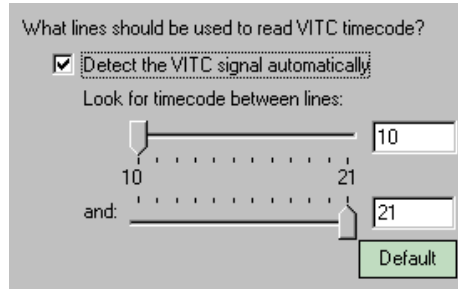 What lines should be used to read VITC timecode?
Detect the VITC signal automatically
Look for timecode between lines:
10
10 21
and: 21
Default